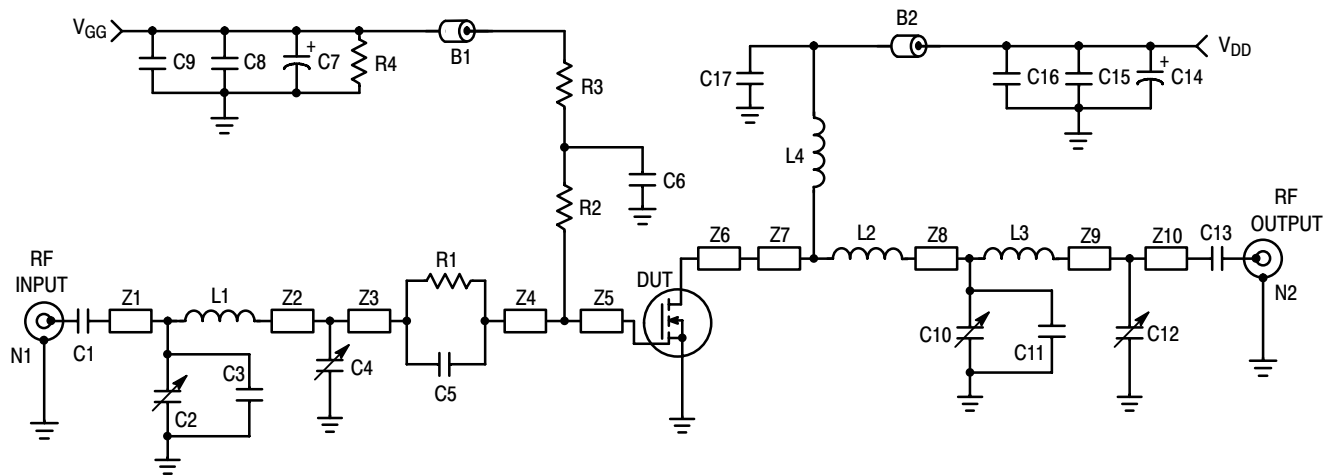 VGG
C9
C8
+
C7
R4
B1
R3
C6
R2
B2
VDD
C17
C16
C15
+
C14
L4
RF
INPUT
N1
C1
Z1
L1
Z2
Z3
R1
C5
Z4
Z5
C2
C3
C4
DUT
Z6
Z7
L2
Z8
L3
Z9
Z10
C13
RF
OUTPUT
N2
C10
C11
C12